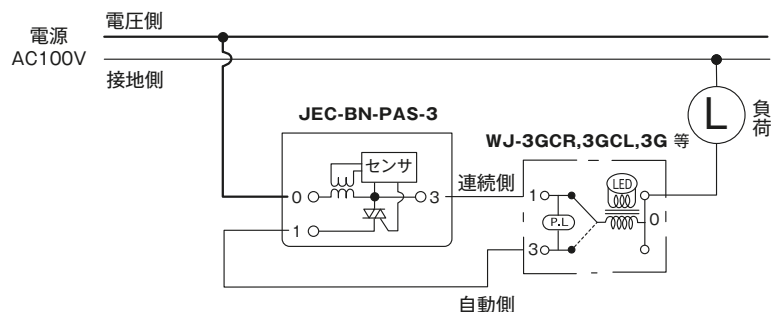 電圧側
電源
AC100V
接地側
JEC-BN-PAS-3
WJ-3GCR,3GCL,3G 等
L
負荷
センサ
連続側
LED
0
3
1
P.L
0
1
3
自動側